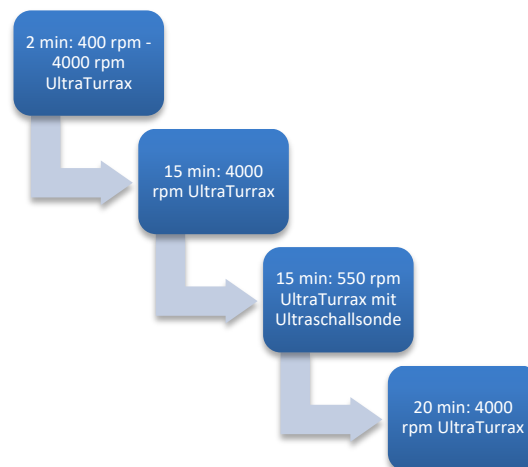 2 min: 400 rpm -
4000 rpm
UltraTurrax
15 min: 4000
rpm UltraTurrax
15 min: 550 rpm
UltraTurrax mit
Ultraschallsonde
20 min: 4000
rpm UltraTurrax